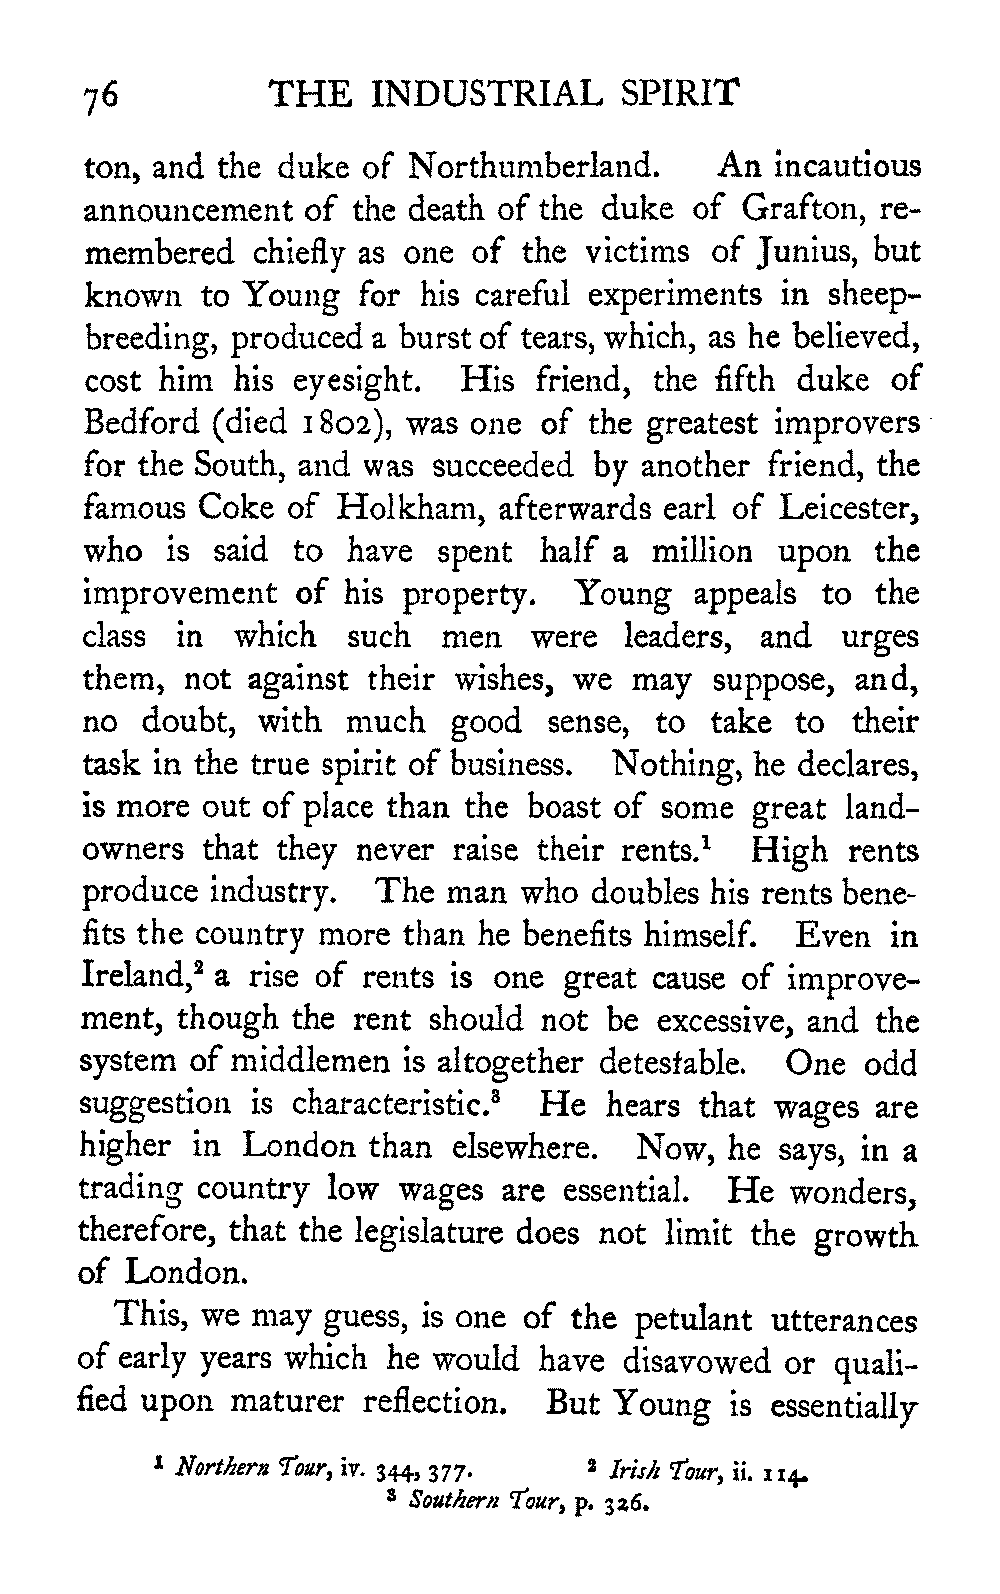 76 THE INDUSTRIAL SPIRIT
ton, and the duke of Northumberland. An incautious
announcement of the death of the duke of Grafton, re-
membered chiefly as one of the victims of Junius, but
known to Young for his careful experiments in sheep-
breeding, produced a burst of tears, which, as he believed,
cost him his eyesight. His friend, the fifth duke of
Bedford (died 1802), was one of the greatest improvers
for the South, and was succeeded by another friend, the
famous Coke of Holkham, afterwards earl of Leicester,
who is said to have spent half a million upon the
improvement of his property. Young appeals to the
class in which such men were leaders, and urges
them, not against their wishes, we may suppose, and,
no doubt, with much good sense, to take to their
task in the true spirit of business. Nothing, he declares,
is more out of place than the boast of some great land-
owners that they never raise their rents.¹ High rents
produce industry. The man who doubles his rents bene-
fits the country more than he benefits himself. Even in
Ireland,² a rise of rents is one great cause of improve-
ment, though the rent should not be excessive, and the
system of middlemen is altogether detestable. One odd
suggestion is characteristic.³ He hears that wages are
higher in London than elsewhere. Now, he says, in a
trading country low wages are essential. He wonders,
therefore, that the legislature does not limit the growth
of London.
This, we may guess, is one of the petulant utterances
of early years which he would have disavowed or quali-
fied upon maturer reflection. But Young is essentially
¹ Northern Tour, iv. 344, 377. ² Irish Tour, ii. 114.
³ Southern Tour, p. 326.